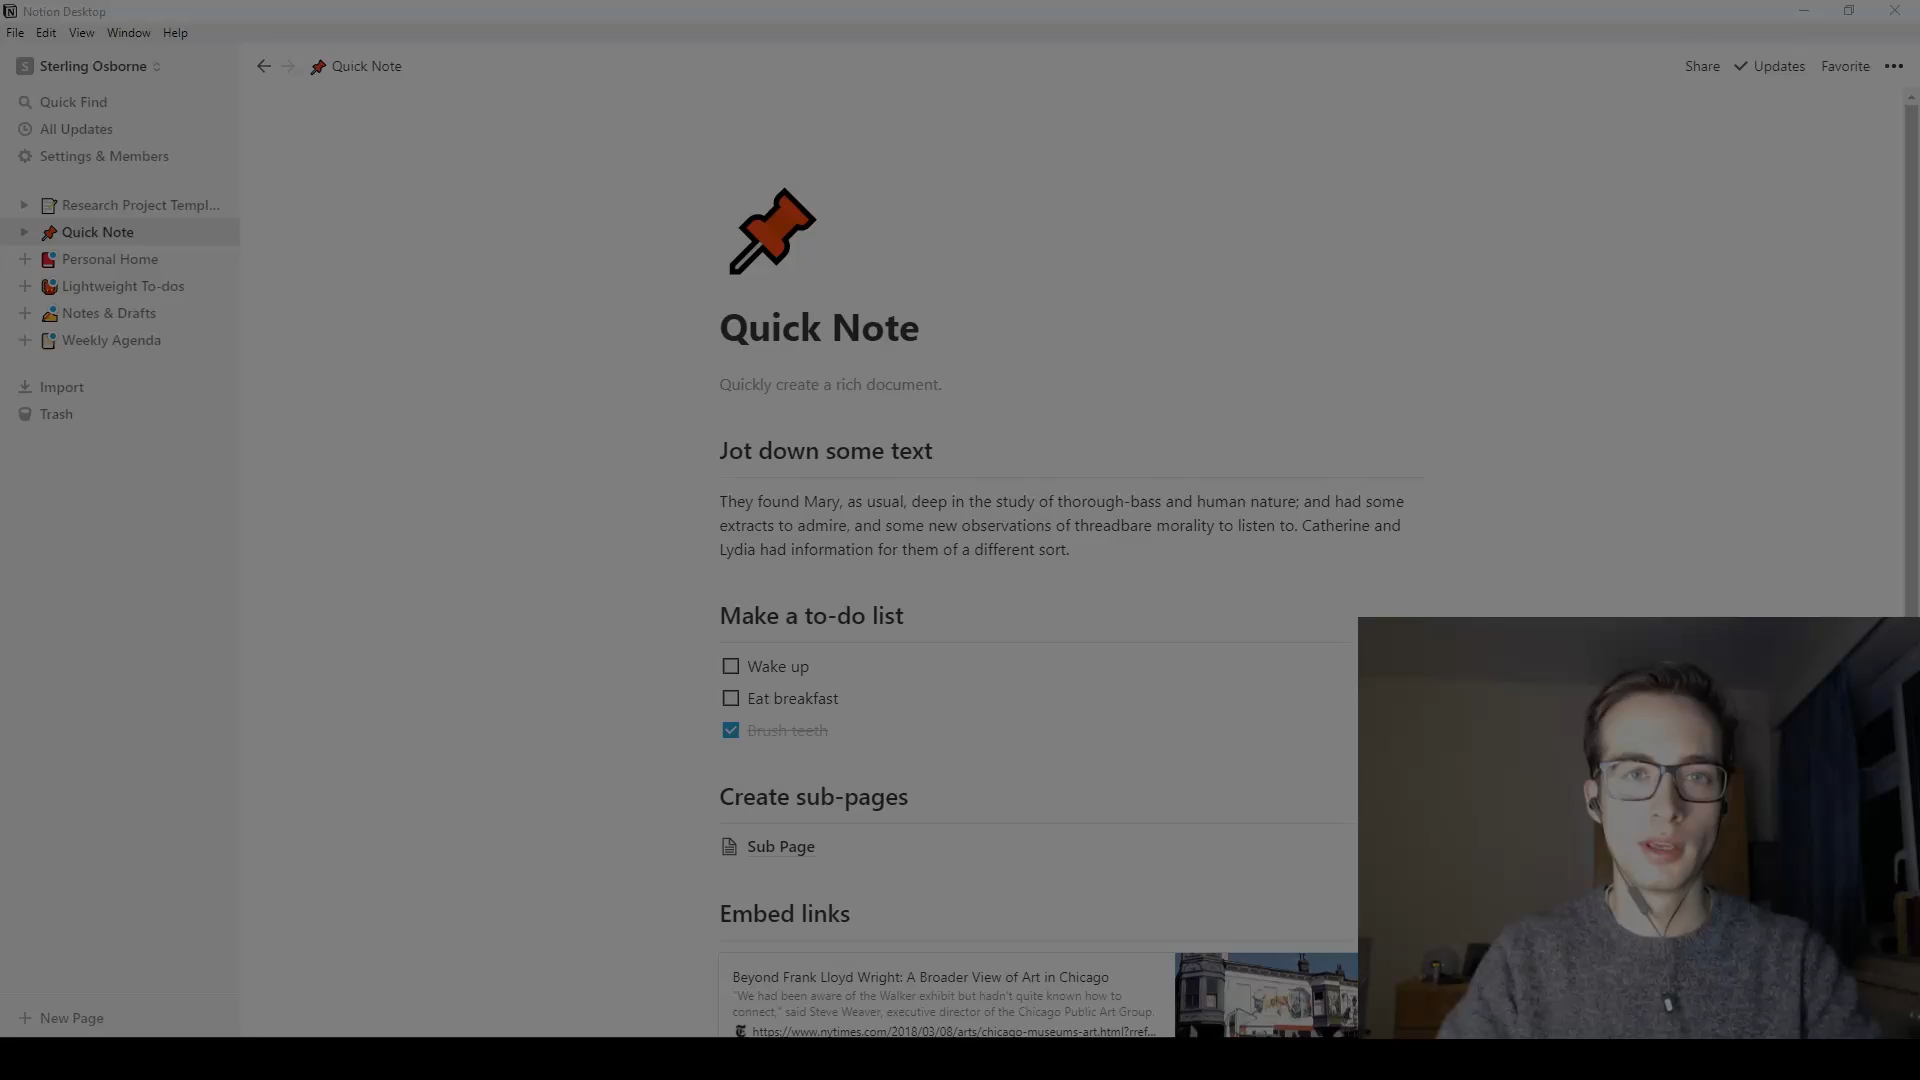 Notion Desktop
File Edit View Window Help
Sterling Osborne
Quick Note
Share Updates Favorite
Quick Find
All Updates
Settings & Members
Research Project Templ...
Quick Note
Personal Home
Lightweight To-dos
Notes & Drafts
Weekly Agenda
Import
Trash
New Page
Quick Note
Quickly create a rich document.
Jot down some text
They found Mary, as usual, deep in the study of thorough-bass and human nature; and had some
extracts to admire, and some new observations of threadbare morality to listen to. Catherine and
Lydia had information for them of a different sort.
Make a to-do list
Wake up
Eat breakfast
Brush teeth
Create sub-pages
Sub Page
Embed links
Beyond Frank Lloyd Wright: A Broader View of Art in Chicago
"We had been aware of the Walker exhibit but hadn't quite known how to
connect," said Steve Weaver, executive director of the Chicago Public Art Group.
https://www.nytimes.com/2018/03/08/arts/chicago-museums-art.html?rref...